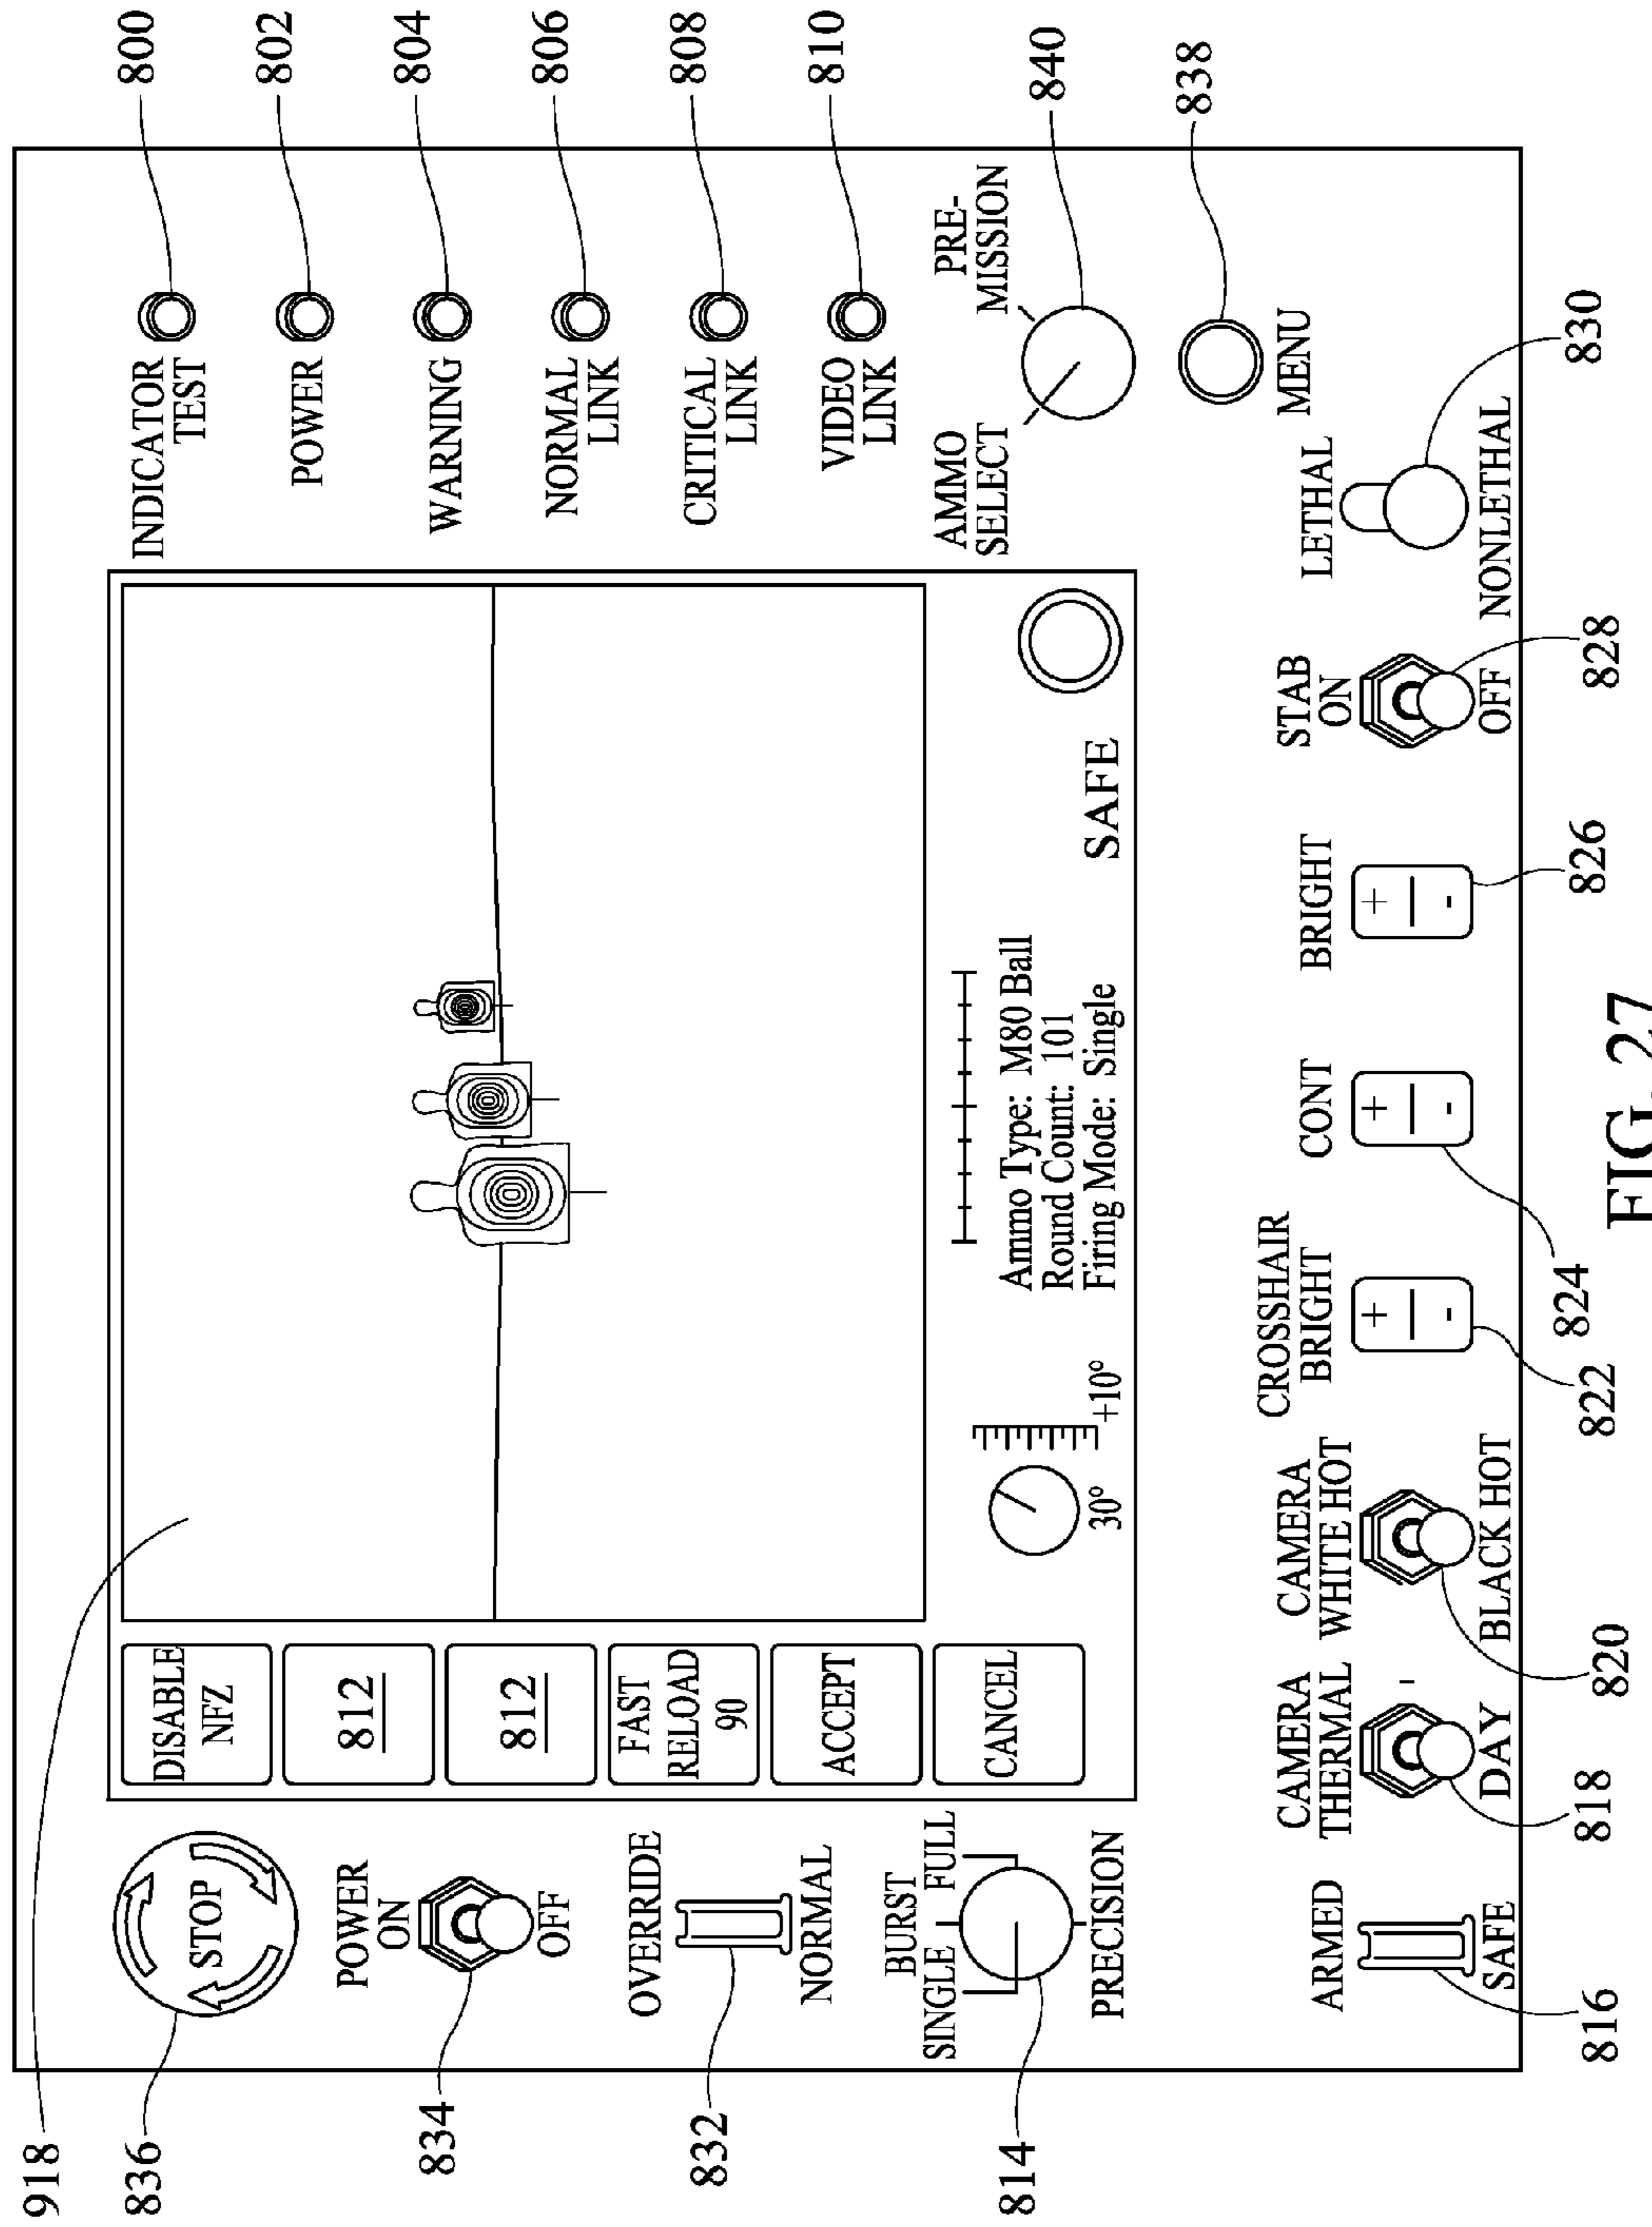 918
836
STOP
834
POWER
ON
OFF
832
OVERRIDE
NORMAL
814
BURST
SINGLE
FULL
PRECISION
DISABLE
NFZ
812
812
FAST
RELOAD
90
ACCEPT
CANCEL
30°
+10°
Ammo Type: M80 Ball
Round Count: 101
Firing Mode: Single
SAFE
INDICATOR
TEST
800
POWER
802
WARNING
804
NORMAL
LINK
806
CRITICAL
LINK
808
VIDEO
LINK
810
AMMO
SELECT
PRE-
MISSION
840
838
MENU
ARMED
SAFE
816
CAMERA
THERMAL
DAY
818
CAMERA
WHITE HOT
BLACK HOT
820
CROSSHAIR
BRIGHT
+
-
822
CONT
+
-
824
BRIGHT
+
-
826
STAB
ON
OFF
828
LETHAL
NONLETHAL
830
FIG. 27